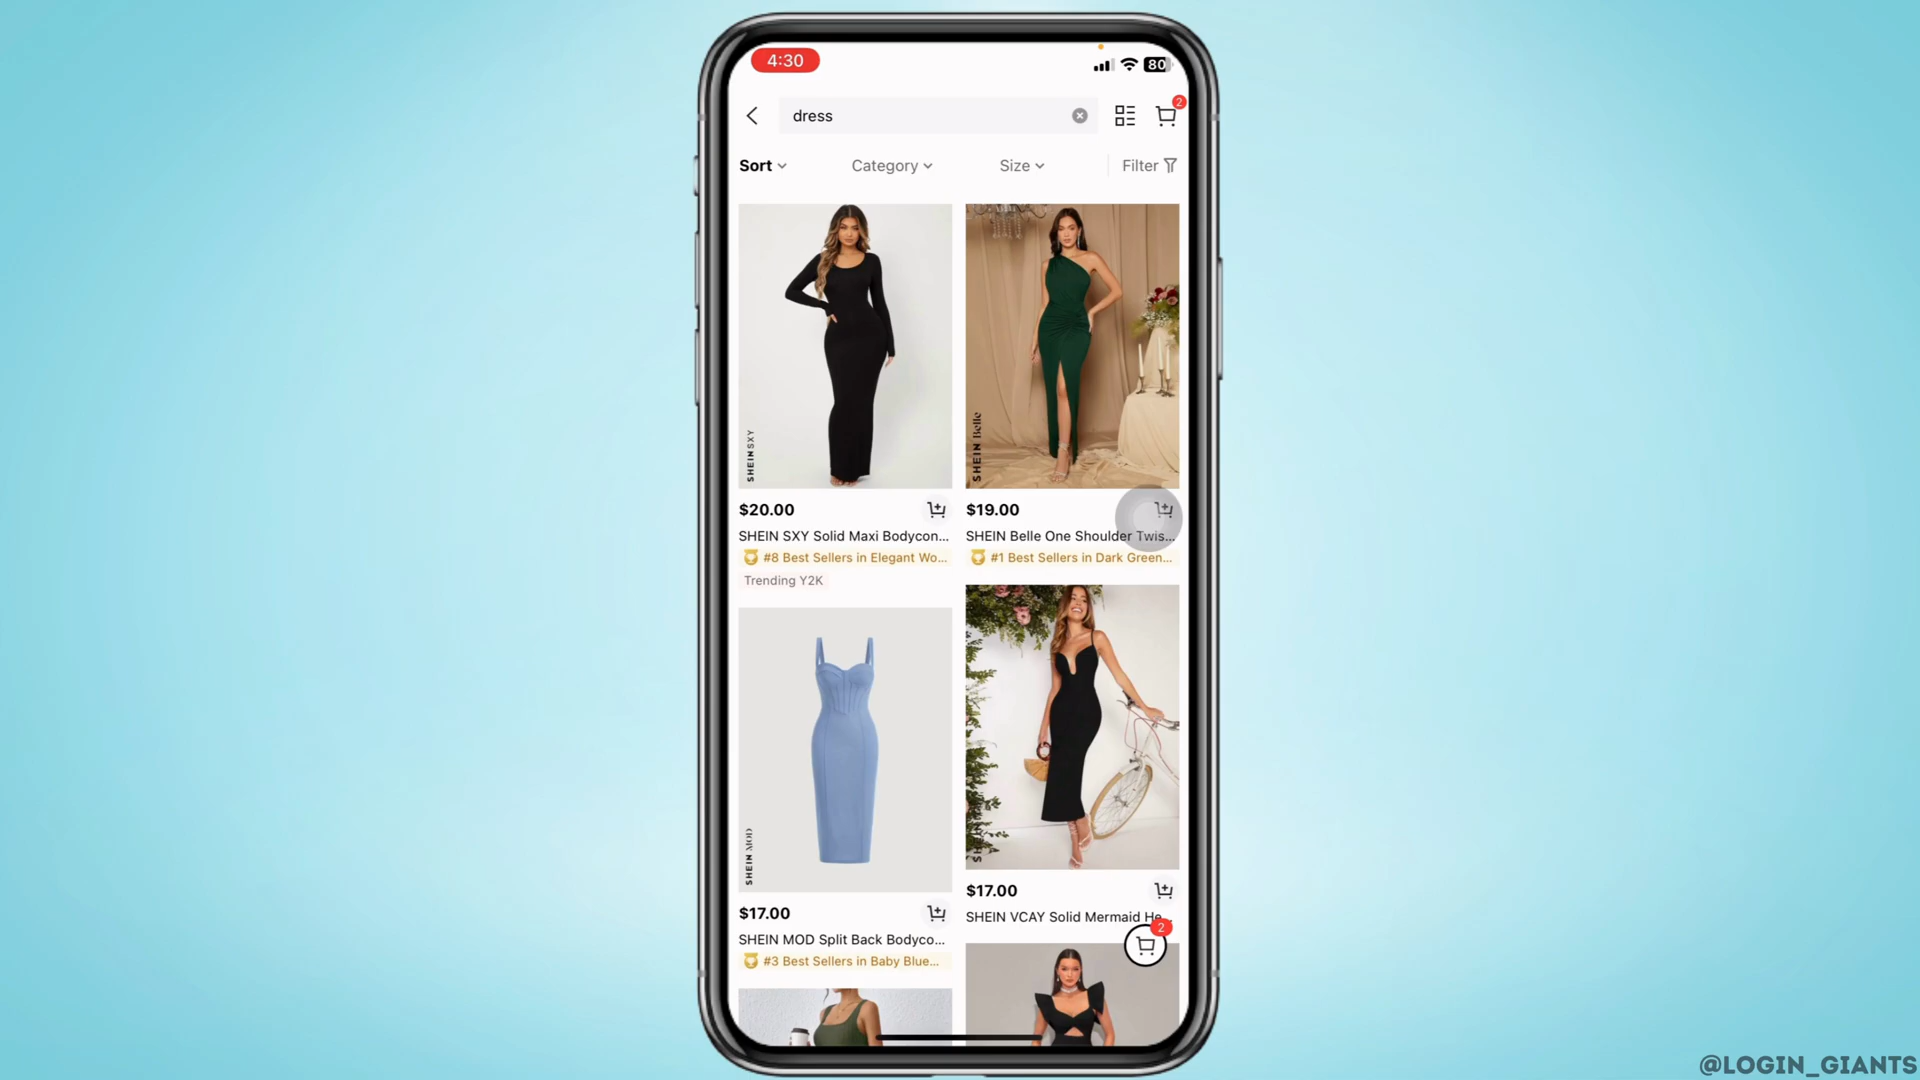 4:30
80
dress
2
Sort
Category
Size
Filter
SHEIN SXY
SHEIN Belle
$20.00
$19.00
SHEIN SXY Solid Maxi Bodycon...
SHEIN Belle One Shoulder Twis...
#8 Best Sellers in Elegant Wo...
#1 Best Sellers in Dark Green...
Trending Y2K
SHEIN MOD
$17.00
SHEIN MOD Split Back Bodyco...
#3 Best Sellers in Baby Blue...
$17.00
SHEIN VCAY Solid Mermaid He...
2
@LOGIN_GIANTS